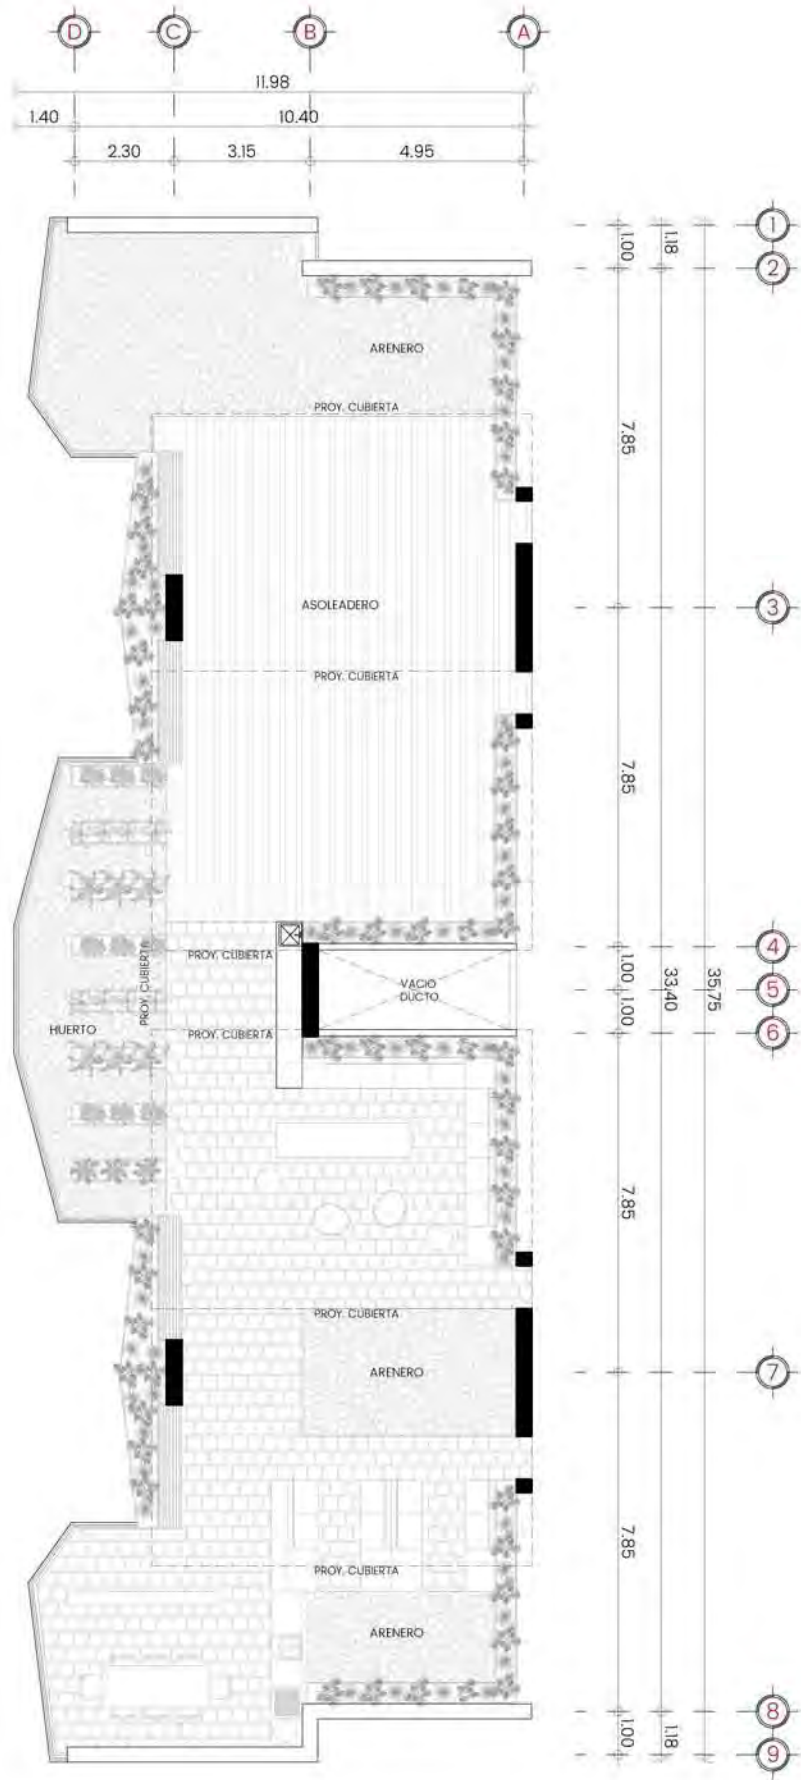 D C B A
11.98
1.40 10.40
2.30 3.15 4.95
1
1.00 1.18
2
ARENERO
PROY. CUBIERTA
7.85
ASOLEADERO
3
PROY. CUBIERTA
7.85
PROY. CUBIERTA
4
PROY. CUBIERTA
VACIO
DUCTO
1.00 33.40 35.75
5
HUERTO
PROY. CUBIERTA
1.00
6
7.85
PROY. CUBIERTA
ARENERO
7
7.85
PROY. CUBIERTA
ARENERO
8
1.00 1.18
9